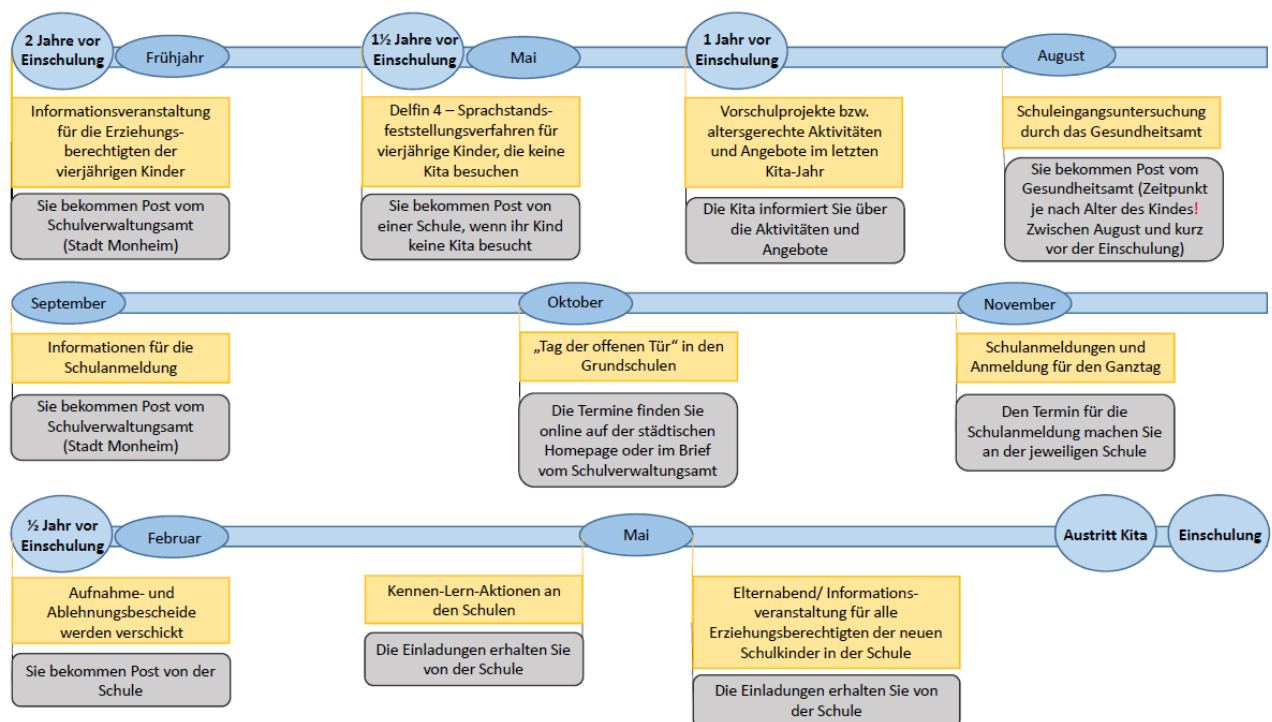 2 Jahre vor
Einschulung
Frühjahr
1½ Jahre vor
Einschulung
Mai
1 Jahr vor
Einschulung
August
Informationsveranstaltung
für die Erziehungs-
berechtigten der
vierjährigen Kinder
Sie bekommen Post vom
Schulverwaltungsamt
(Stadt Monheim)
Delfin 4 – Sprachstands-
feststellungsverfahren für
vierjährige Kinder, die keine
Kita besuchen
Sie bekommen Post von
einer Schule, wenn ihr Kind
keine Kita besucht
Vorschulprojekte bzw.
altersgerechte Aktivitäten
und Angebote im letzten
Kita-Jahr
Die Kita informiert Sie über
die Aktivitäten und
Angebote
Schuleingangsuntersuchung
durch das Gesundheitsamt
Sie bekommen Post vom
Gesundheitsamt (Zeitpunkt
je nach Alter des Kindes!
Zwischen August und kurz
vor der Einschulung)
September
Oktober
November
Informationen für die
Schulanmeldung
Sie bekommen Post vom
Schulverwaltungsamt
(Stadt Monheim)
„Tag der offenen Tür“ in den
Grundschulen
Die Termine finden Sie
online auf der städtischen
Homepage oder im Brief
vom Schulverwaltungsamt
Schulanmeldungen und
Anmeldung für den Ganztag
Den Termin für die
Schulanmeldung machen Sie
an der jeweiligen Schule
½ Jahr vor
Einschulung
Februar
Mai
Austritt Kita
Einschulung
Aufnahme- und
Ablehnungsbescheide
werden verschickt
Sie bekommen Post von der
Schule
Kennen-Lern-Aktionen an
den Schulen
Die Einladungen erhalten Sie
von der Schule
Elternabend/ Informations-
veranstaltung für alle
Erziehungsberechtigten der neuen
Schulkinder in der Schule
Die Einladungen erhalten Sie von
der Schule